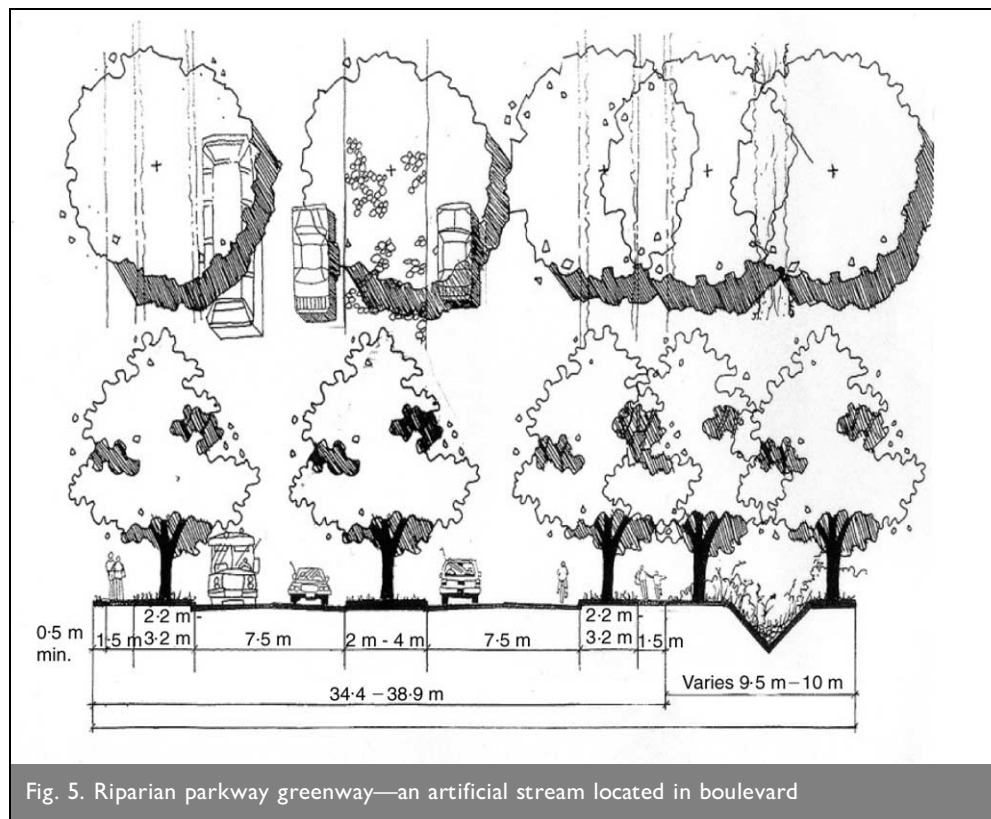 2·2 m -
2·2 m -
0·5 m
min.
1·5 m
3·2 m
7·5 m
2 m - 4 m
7·5 m
3·2 m
1·5 m
34·4 – 38·9 m
Varies 9·5 m – 10 m
Fig. 5. Riparian parkway greenway—an artificial stream located in boulevard